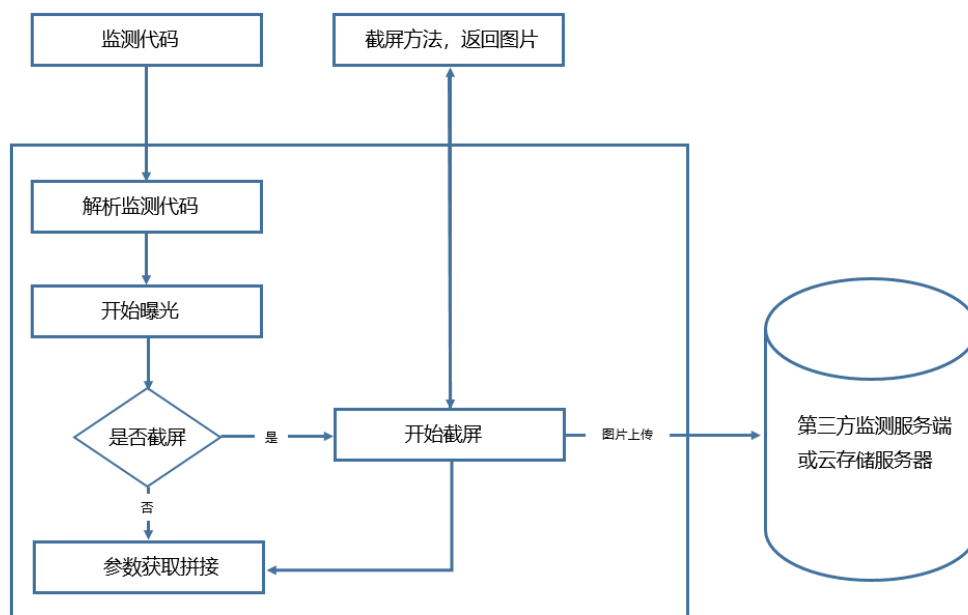 监测代码
截屏方法，返回图片
解析监测代码
开始曝光
是否截屏
是
开始截屏
图片上传
第三方监测服务端
或云存储服务器
否
参数获取拼接